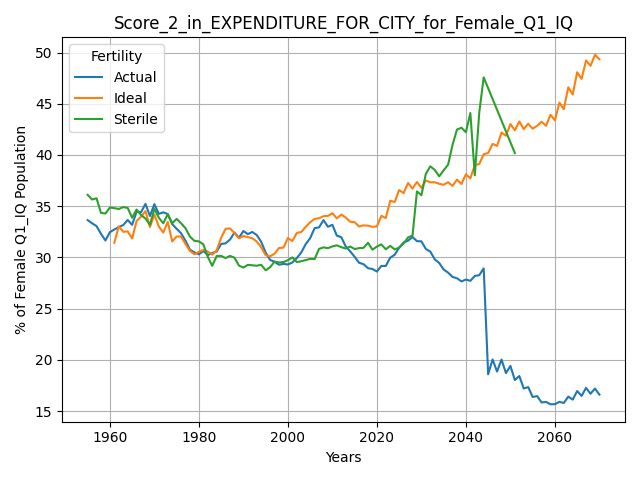 Score_2_in_EXPENDITURE_FOR_CITY_for_Female_Q1_IQ
Fertility
Actual
Ideal
Sterile
% of Female Q1_IQ Population
50
45
40
35
30
25
20
15
1960
1980
2000
2020
2040
2060
Years